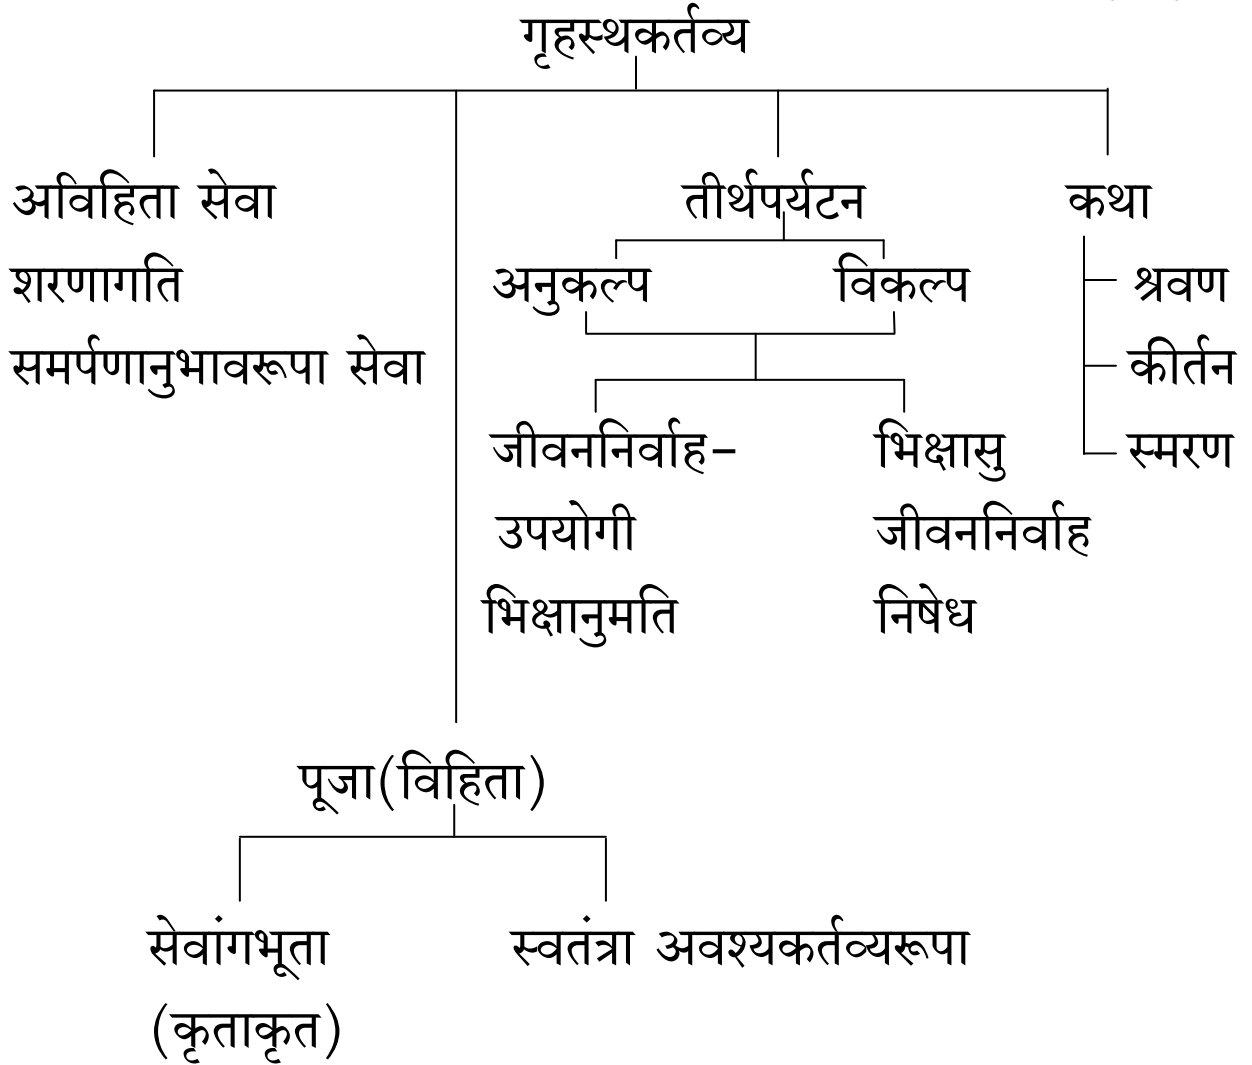 गृहस्थकर्तव्य
अविहिता सेवा
शरणागति
समर्पणानुभावरूपा सेवा
तीर्थपर्यटन
अनुकल्प
विकल्प
जीवननिर्वाह-
उपयोगी
भिक्षानुमति
भिक्षासु
जीवननिर्वाह
निषेध
कथा
श्रवण
कीर्तन
स्मरण
पूजा(विहिता)
सेवांगभूता
(कृताकृत)
स्वतंत्रा अवश्यकर्तव्यरूपा